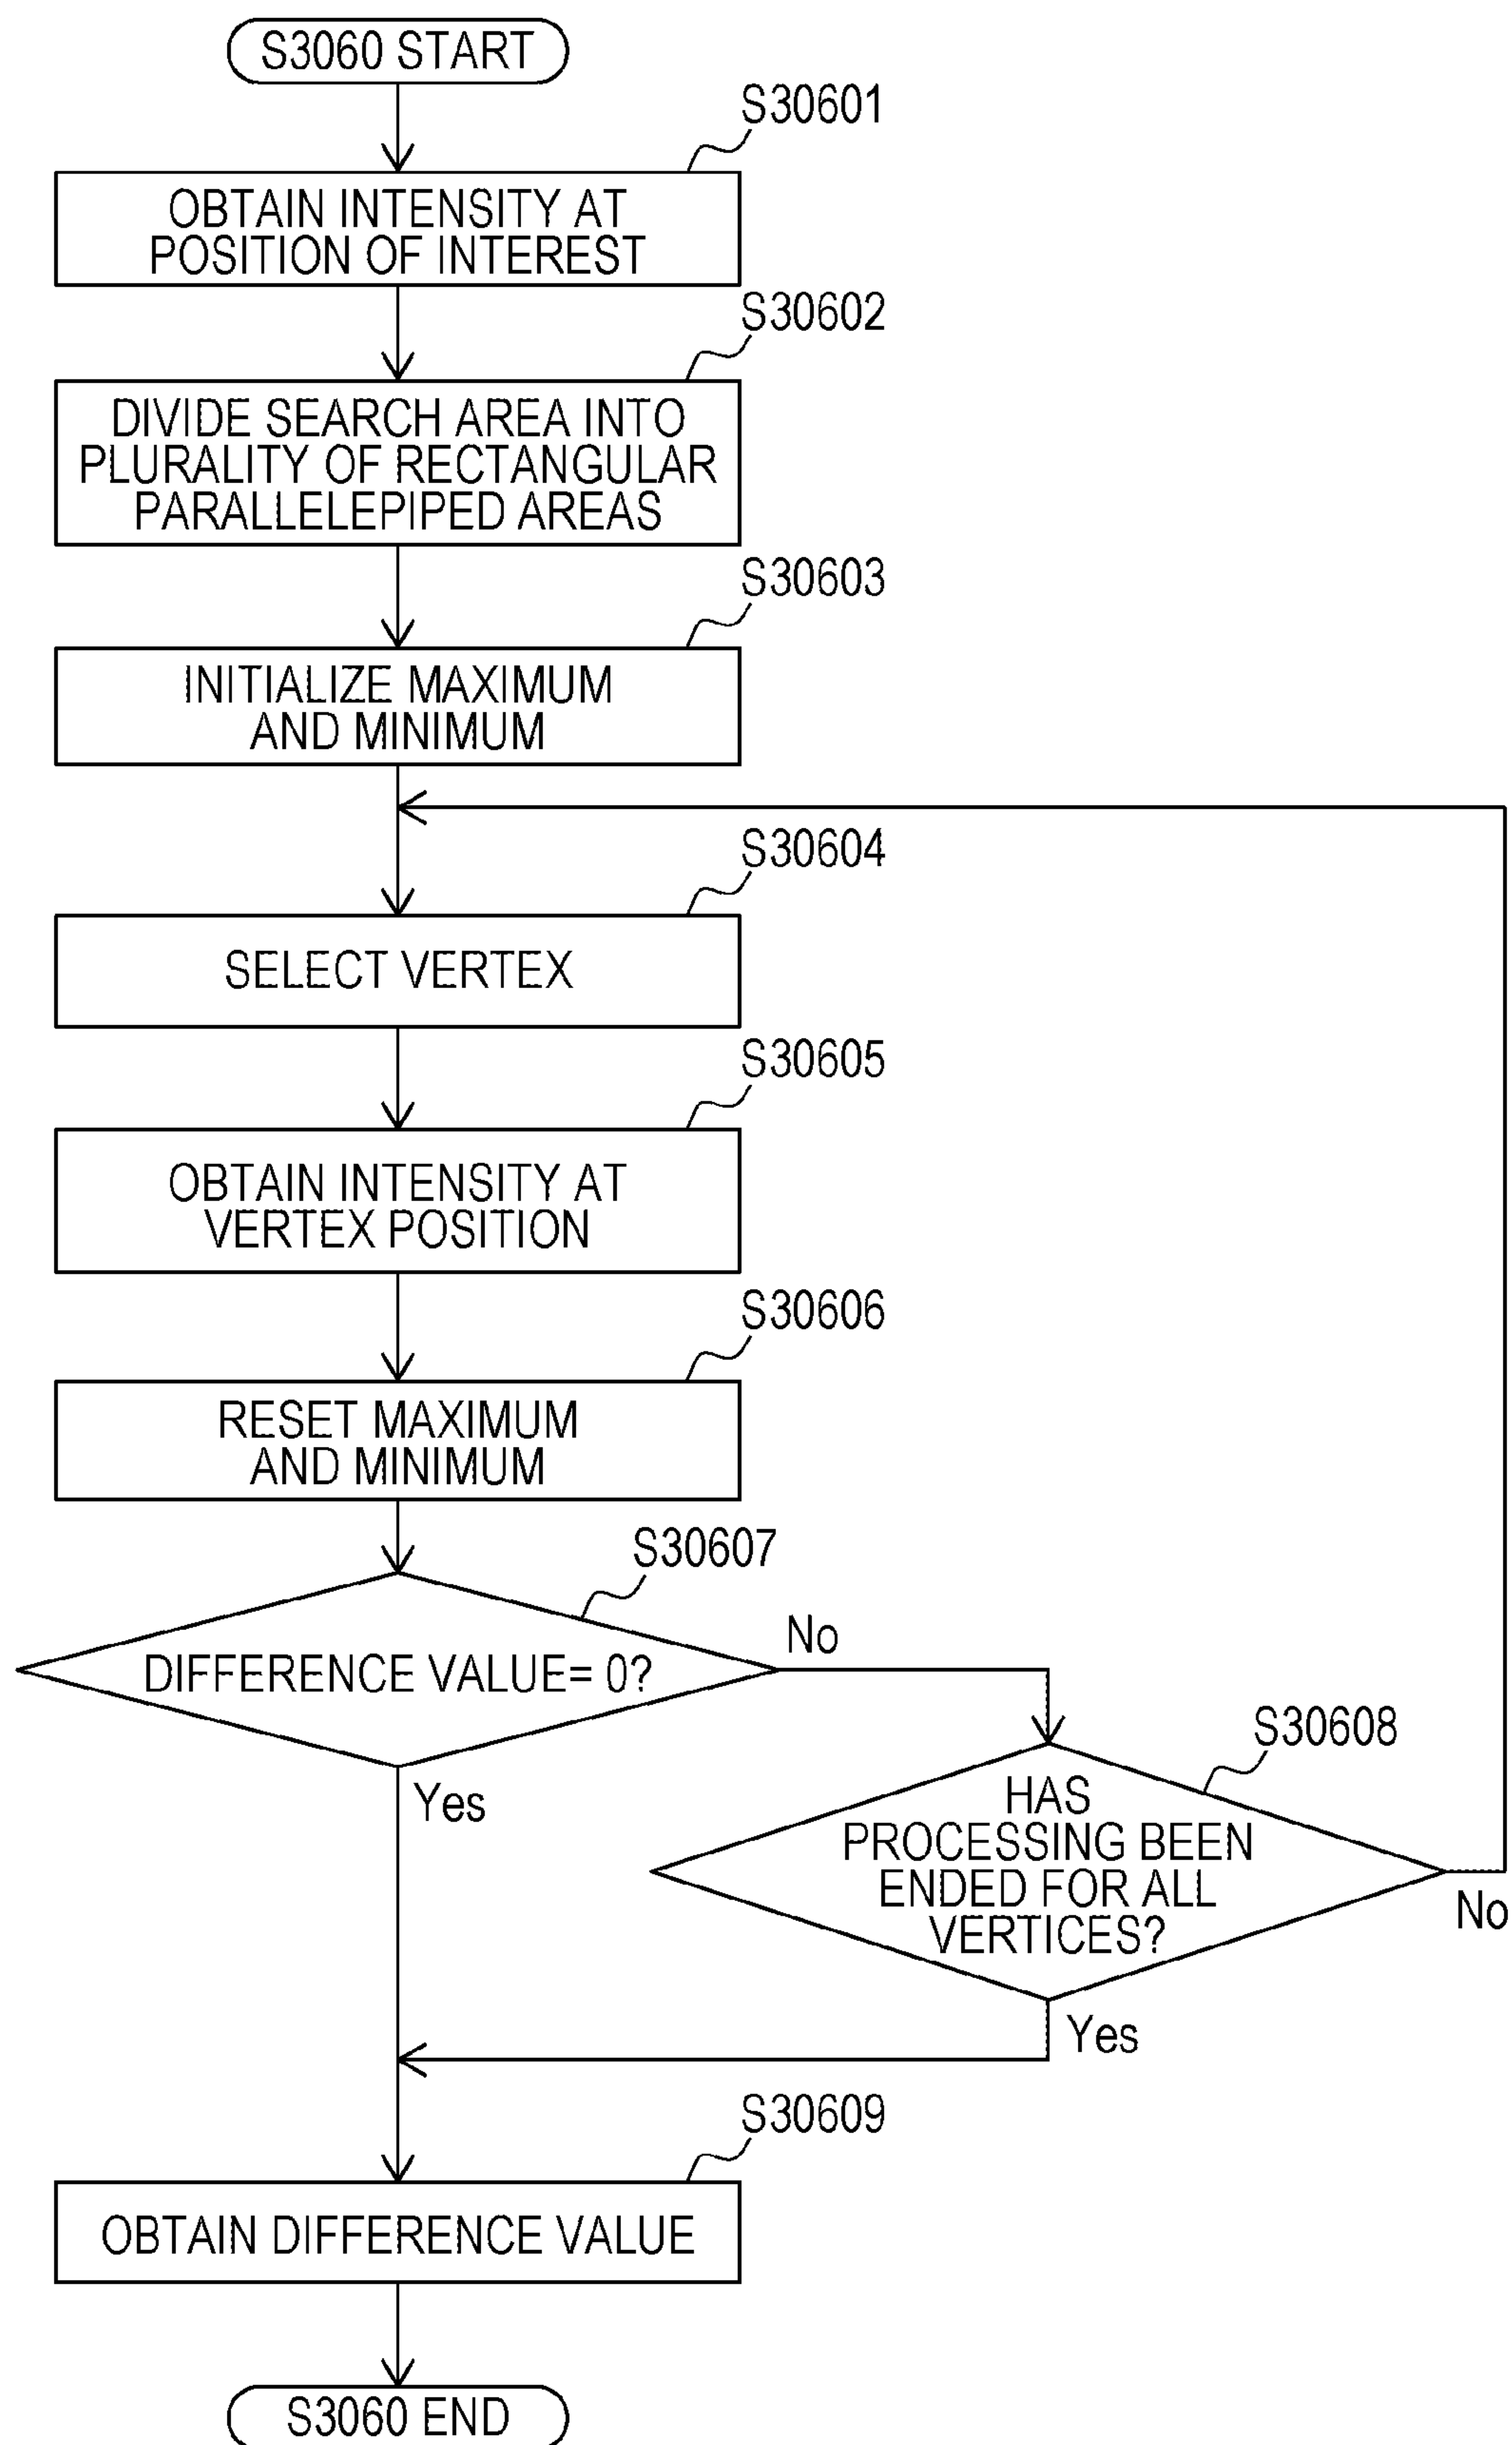 S3060 START
S30601
OBTAIN INTENSITY AT
POSITION OF INTEREST
S30602
DIVIDE SEARCH AREA INTO
PLURALITY OF RECTANGULAR
PARALLELEPIPED AREAS
S30603
INITIALIZE MAXIMUM
AND MINIMUM
S30604
SELECT VERTEX
S30605
OBTAIN INTENSITY AT
VERTEX POSITION
S30606
RESET MAXIMUM
AND MINIMUM
S30607
DIFFERENCE VALUE= 0?
No
Yes
S30608
HAS
PROCESSING BEEN
ENDED FOR ALL
VERTICES?
No
Yes
S30609
OBTAIN DIFFERENCE VALUE
S3060 END